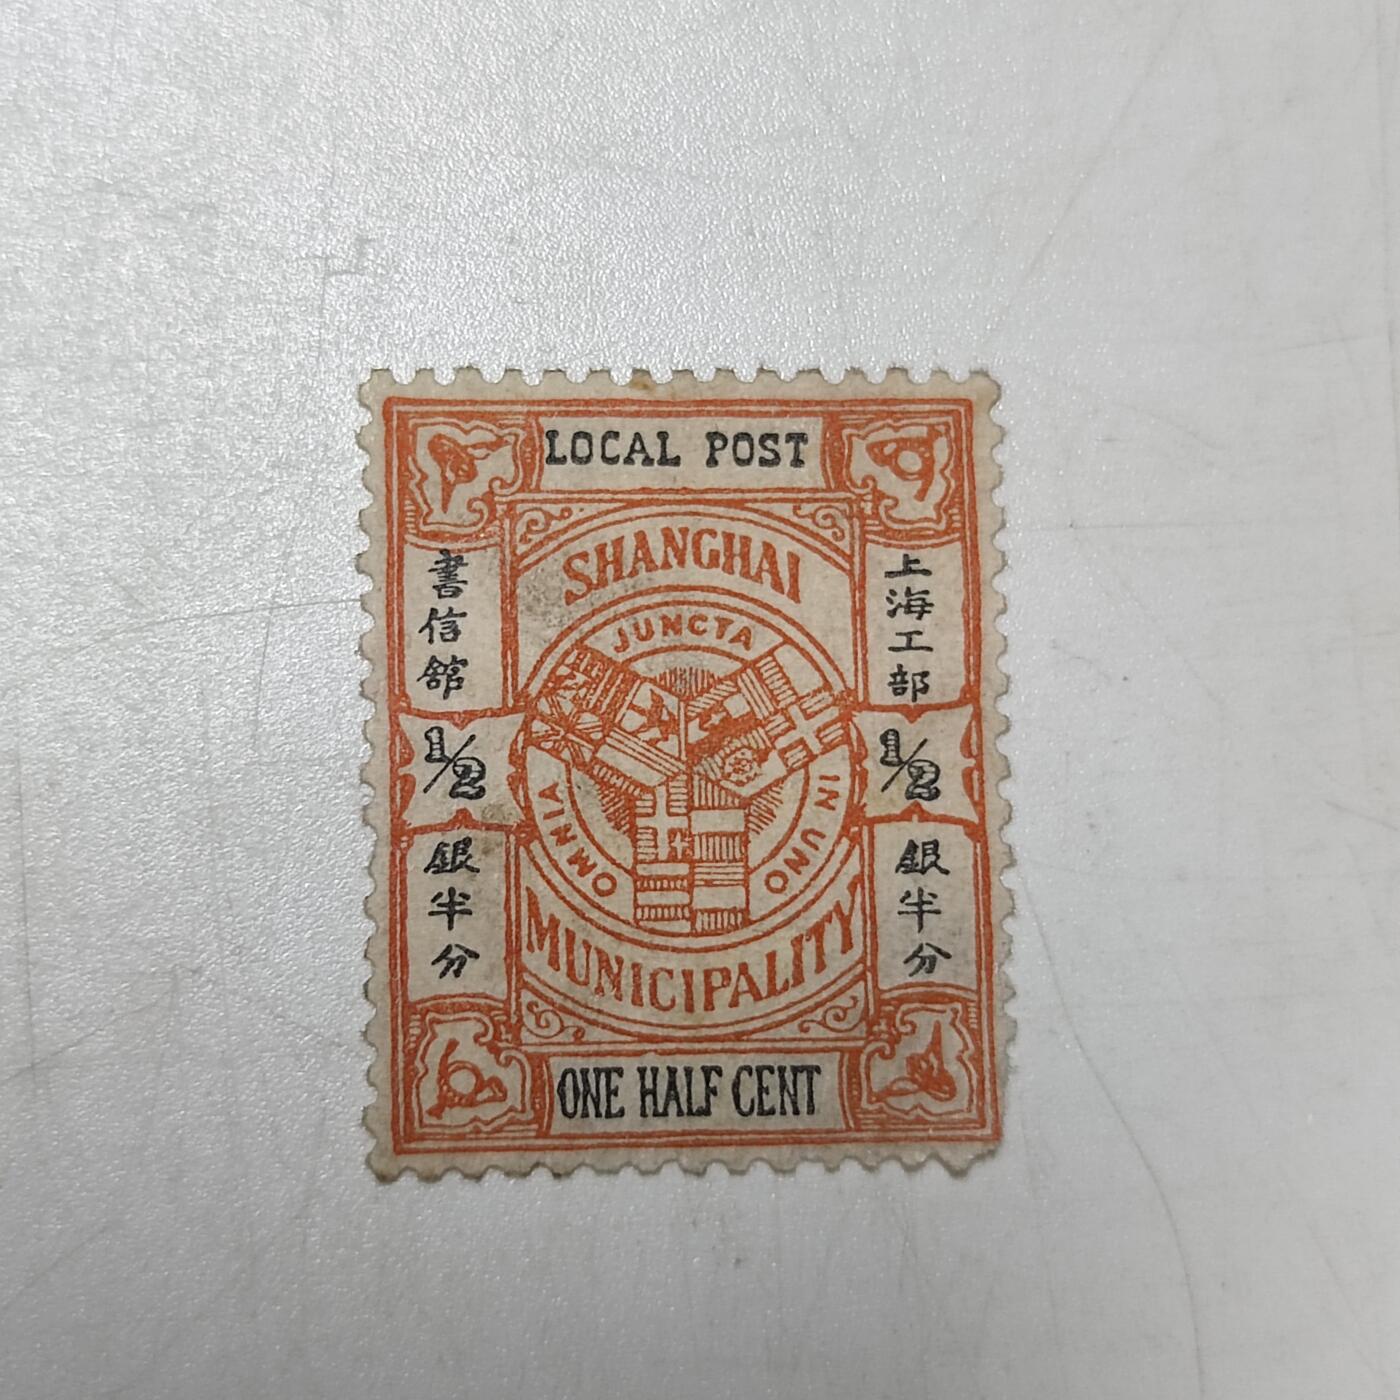 LOCAL POST
SHANGHAI
JUNCTA IN UNO OMNIA
上海工部
書信館
1/2
1/2
銀半分
銀半分
MUNICIPALITY
ONE HALF CENT